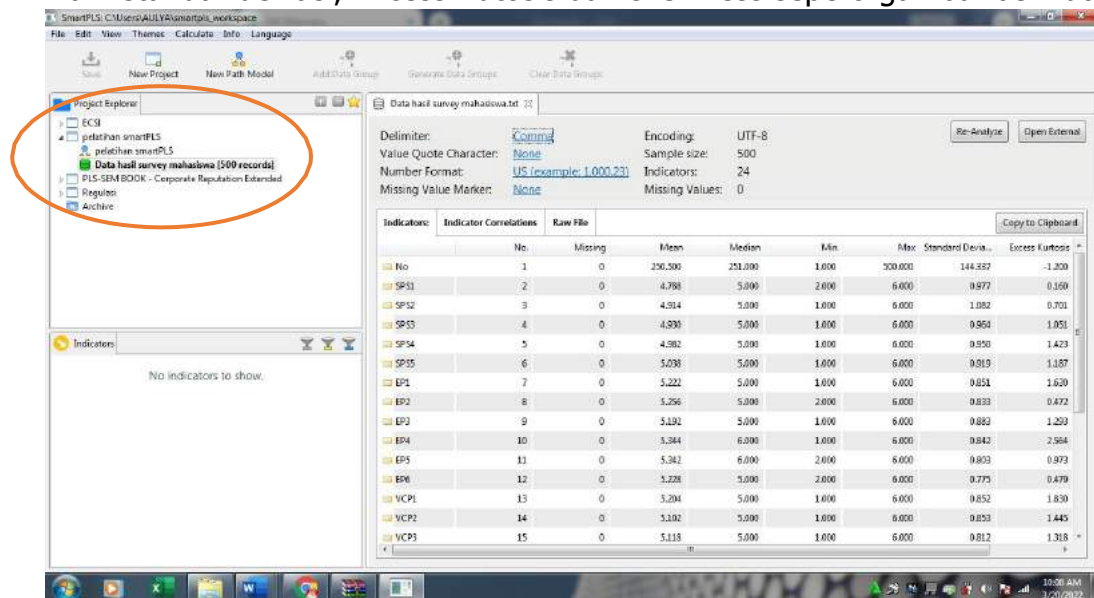 SmartPLS: C:\Users\AULYA\smartpls_workspace
File Edit View Themes Calculate Info Language
Save New Project New Path Model Add Data Group Generate Data Groups Clear Data Groups
Project Explorer
ECSI
pelatihan smartPLS
pelatihan smartPLS
Data hasil survey mahasiswa [500 records]
PLS-SEM BOOK - Corporate Reputation Extended
Regulasi
Archive
Indicators
No indicators to show.
Data hasil survey mahasiswa.txt
Delimiter: Comma Encoding: UTF-8 Re-Analyze Open External
Value Quote Character: None Sample size: 500
Number Format: US (example: 1,000.23) Indicators: 24
Missing Value Marker: None Missing Values: 0
Indicators: Indicator Correlations Raw File Copy to Clipboard
No. Missing Mean Median Min Max Standard Devia... Excess Kurtosis
No 1 0 250.500 251.000 1.000 500.000 144.337 -1.200
SPS1 2 0 4.788 5.000 2.000 6.000 0.977 0.160
SPS2 3 0 4.914 5.000 1.000 6.000 1.082 0.701
SPS3 4 0 4.930 5.000 1.000 6.000 0.964 1.051
SPS4 5 0 4.982 5.000 1.000 6.000 0.950 1.423
SPS5 6 0 5.038 5.000 1.000 6.000 0.919 1.187
EP1 7 0 5.222 5.000 1.000 6.000 0.851 1.630
EP2 8 0 5.256 5.000 2.000 6.000 0.833 0.472
EP3 9 0 5.192 5.000 1.000 6.000 0.883 1.293
EP4 10 0 5.344 6.000 1.000 6.000 0.842 2.564
EP5 11 0 5.342 6.000 2.000 6.000 0.803 0.973
EP6 12 0 5.228 5.000 2.000 6.000 0.775 0.479
VCP1 13 0 5.204 5.000 1.000 6.000 0.852 1.830
VCP2 14 0 5.102 5.000 1.000 6.000 0.853 1.445
VCP3 15 0 5.118 5.000 1.000 6.000 0.812 1.318
10:06 AM
3/20/2022